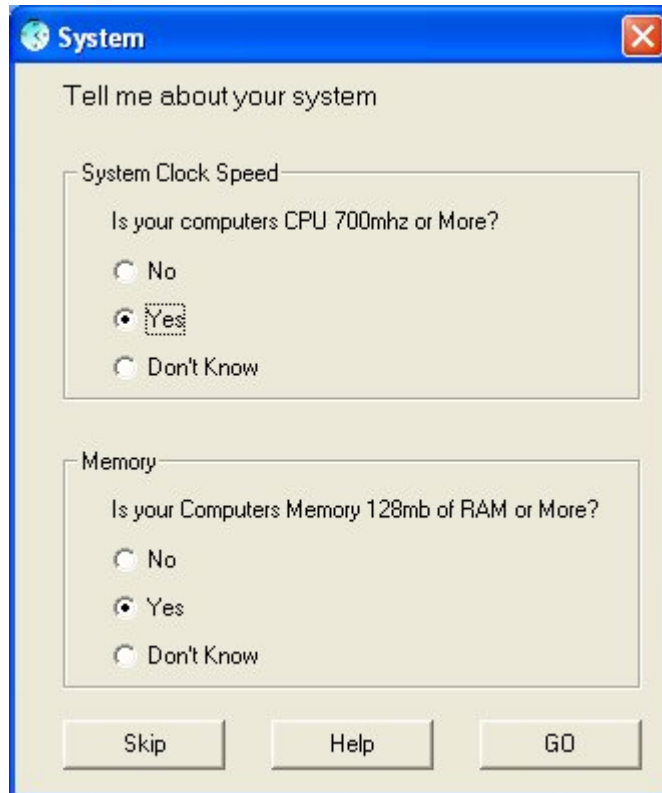 System
Tell me about your system
System Clock Speed
Is your computers CPU 700mhz or More?
No
Yes
Don't Know
Memory
Is your Computers Memory 128mb of RAM or More?
No
Yes
Don't Know
Skip Help GO